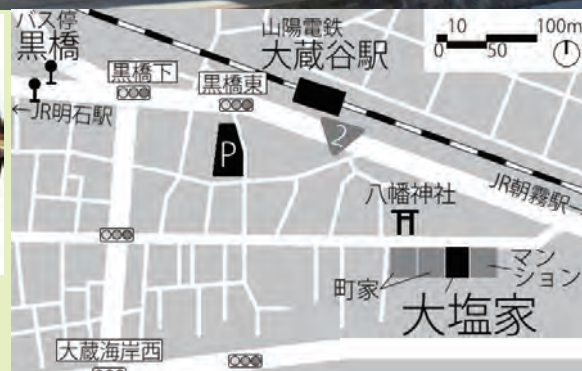 バス停
黒橋
山陽電鉄
大蔵谷駅
0 10 50 100m
黒橋下
黒橋東
←JR明石駅
P
2
JR朝霧駅→
八幡神社
町家
マンション
大塩家
大蔵海岸西